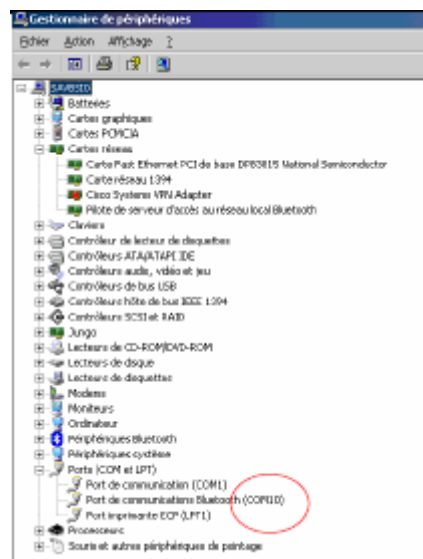 Gestionnaire de périphériques
Fichier Action Affichage ?
SAVBSID
Batteries
Cartes graphiques
Cartes PCMCIA
Cartes réseau
Carte Fast Ethernet PCI de base DP83815 National Semiconductor
Carte réseau 1394
Cisco Systems VPN Adapter
Pilote de serveur d'accès au réseau local Bluetooth
Claviers
Contrôleur de lecteur de disquettes
Contrôleurs ATA/ATAPI IDE
Contrôleurs audio, vidéo et jeu
Contrôleurs de bus USB
Contrôleurs hôte de bus IEEE 1394
Contrôleurs SCSI et RAID
Jungo
Lecteurs de CD-ROM/DVD-ROM
Lecteurs de disque
Lecteurs de disquettes
Modems
Moniteurs
Ordinateur
Périphériques Bluetooth
Périphériques système
Ports (COM et LPT)
Port de communication (COM1)
Port de communications Bluetooth (COM10)
Port imprimante ECP (LPT1)
Processeurs
Souris et autres périphériques de pointage